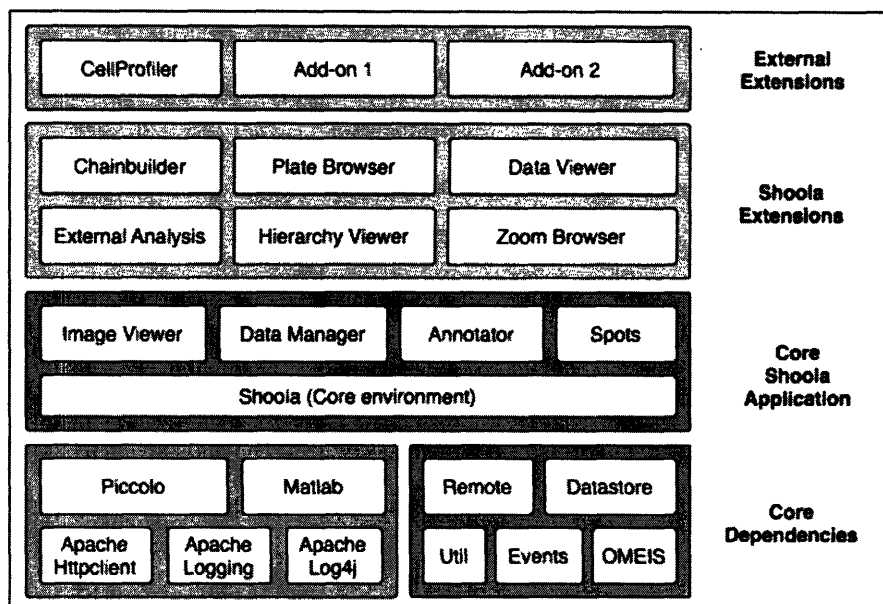 CellProfiler
Add-on 1
Add-on 2
External
Extensions
Chainbuilder
Plate Browser
Data Viewer
External Analysis
Hierarchy Viewer
Zoom Browser
Shoola
Extensions
Image Viewer
Data Manager
Annotator
Spots
Shoola (Core environment)
Core
Shoola
Application
Piccolo
Matlab
Remote
Datastore
Apache
Httpclient
Apache
Logging
Apache
Log4j
Util
Events
OMEIS
Core
Dependencies